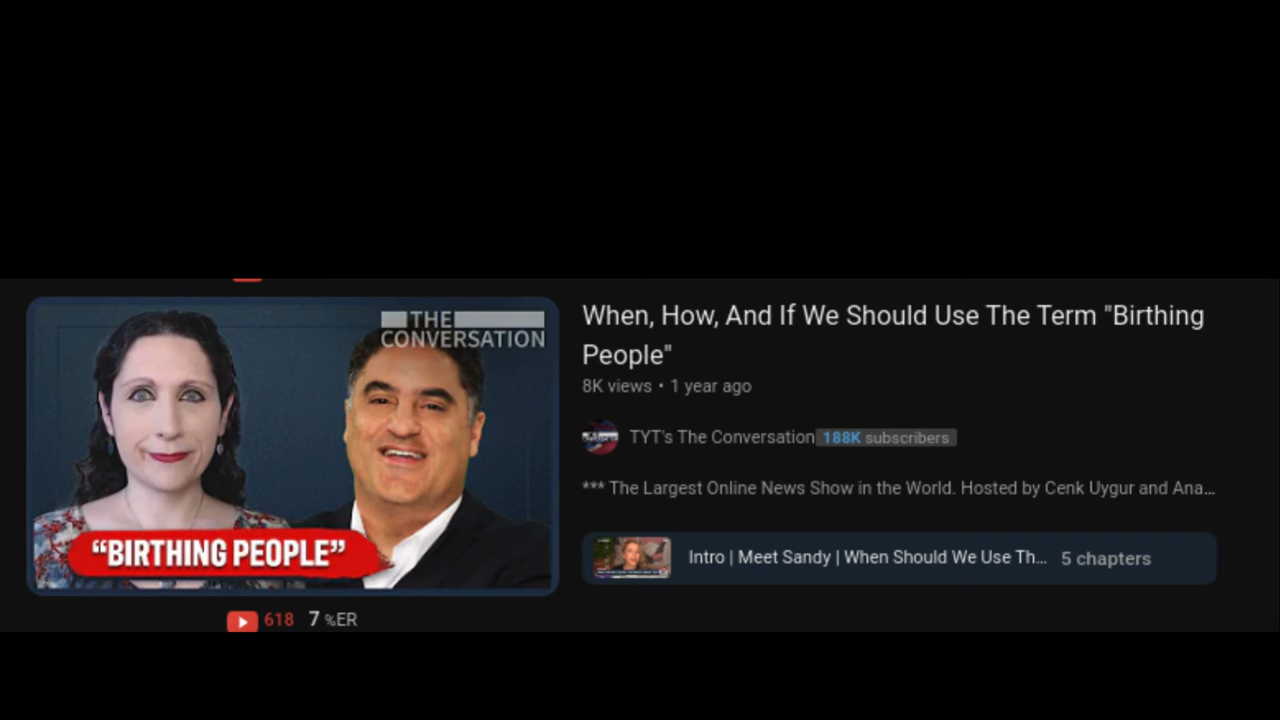 THE
CONVERSATION
"BIRTHING PEOPLE"
618 7 %ER
When, How, And If We Should Use The Term "Birthing
People"
8K views • 1 year ago
TYT's The Conversation 188K subscribers
*** The Largest Online News Show in the World. Hosted by Cenk Uygur and Ana...
Intro | Meet Sandy | When Should We Use Th... 5 chapters